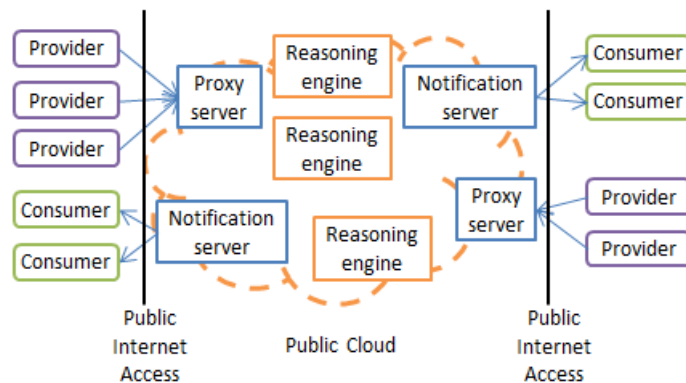 Provider
Provider
Provider
Consumer
Consumer
Proxy
server
Notification
server
Reasoning
engine
Reasoning
engine
Reasoning
engine
Notification
server
Proxy
server
Consumer
Consumer
Provider
Provider
Public
Internet
Access
Public Cloud
Public
Internet
Access